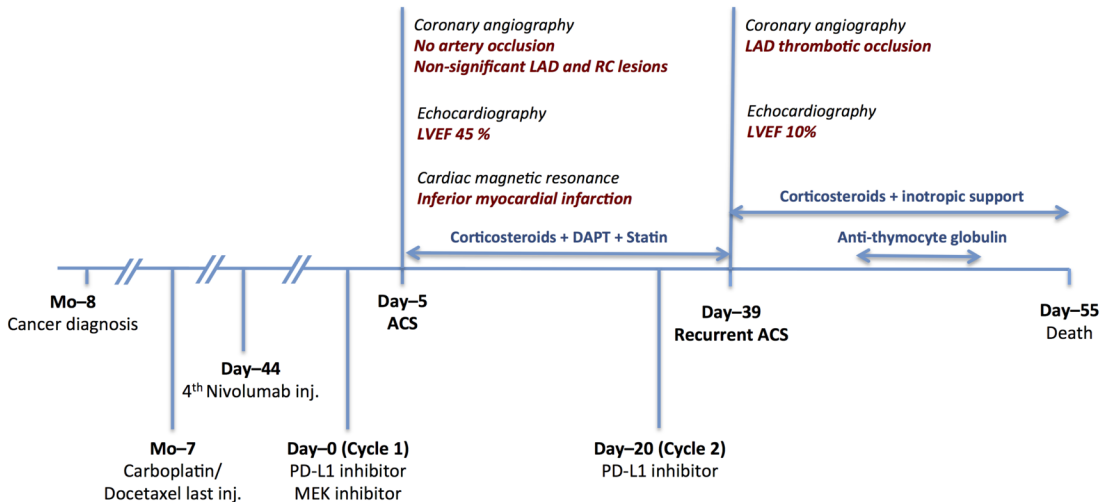 Coronary angiography
No artery occlusion
Non-significant LAD and RC lesions
Echocardiography
LVEF 45 %
Cardiac magnetic resonance
Inferior myocardial infarction
Coronary angiography
LAD thrombotic occlusion
Echocardiography
LVEF 10%
Corticosteroids + inotropic support
Corticosteroids + DAPT + Statin
Anti-thymocyte globulin
Mo–8
Cancer diagnosis
Mo–7
Carboplatin/
Docetaxel last inj.
Day–44
4th Nivolumab inj.
Day–0 (Cycle 1)
PD-L1 inhibitor
MEK inhibitor
Day–5
ACS
Day–20 (Cycle 2)
PD-L1 inhibitor
Day–39
Recurrent ACS
Day–55
Death